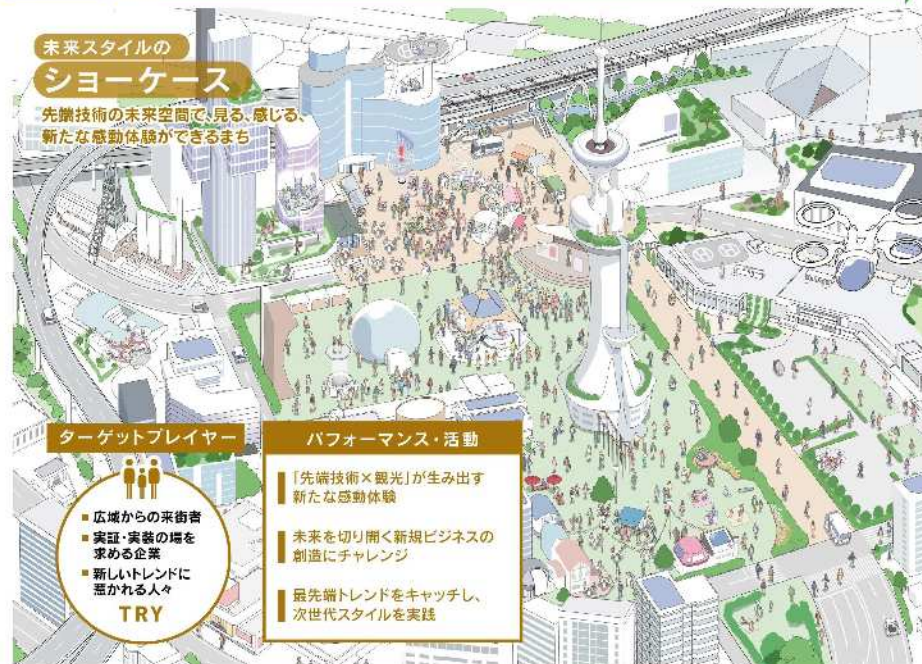 未来スタイルの
ショーケース
先端技術の未来空間で、見る、感じる、
新たな感動体験ができるまち
ターゲットプレイヤー
■ 広域からの来街者
■ 実証・実装の場を
求める企業
■ 新しいトレンドに
惹かれる人々
TRY
パフォーマンス・活動
「先端技術×観光」が生み出す
新たな感動体験
未来を切り開く新規ビジネスの
創造にチャレンジ
最先端トレンドをキャッチし、
次世代スタイルを実践